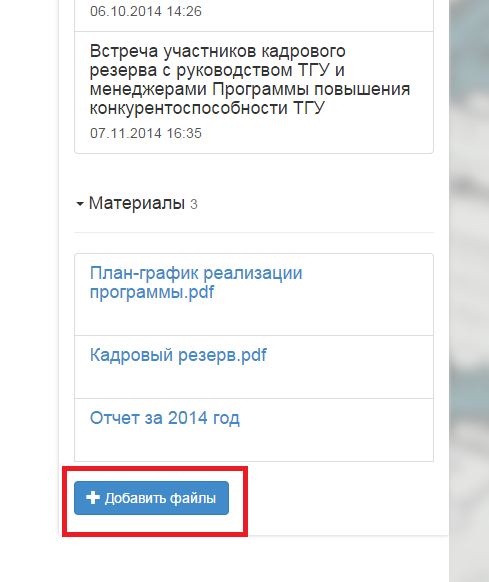 06.10.2014 14:26
Встреча участников кадрового
резерва с руководством ТГУ и
менеджерами Программы повышения
конкурентоспособности ТГУ
07.11.2014 16:35
Материалы 3
План-график реализации
программы.pdf
Кадровый резерв.pdf
Отчет за 2014 год
Добавить файлы